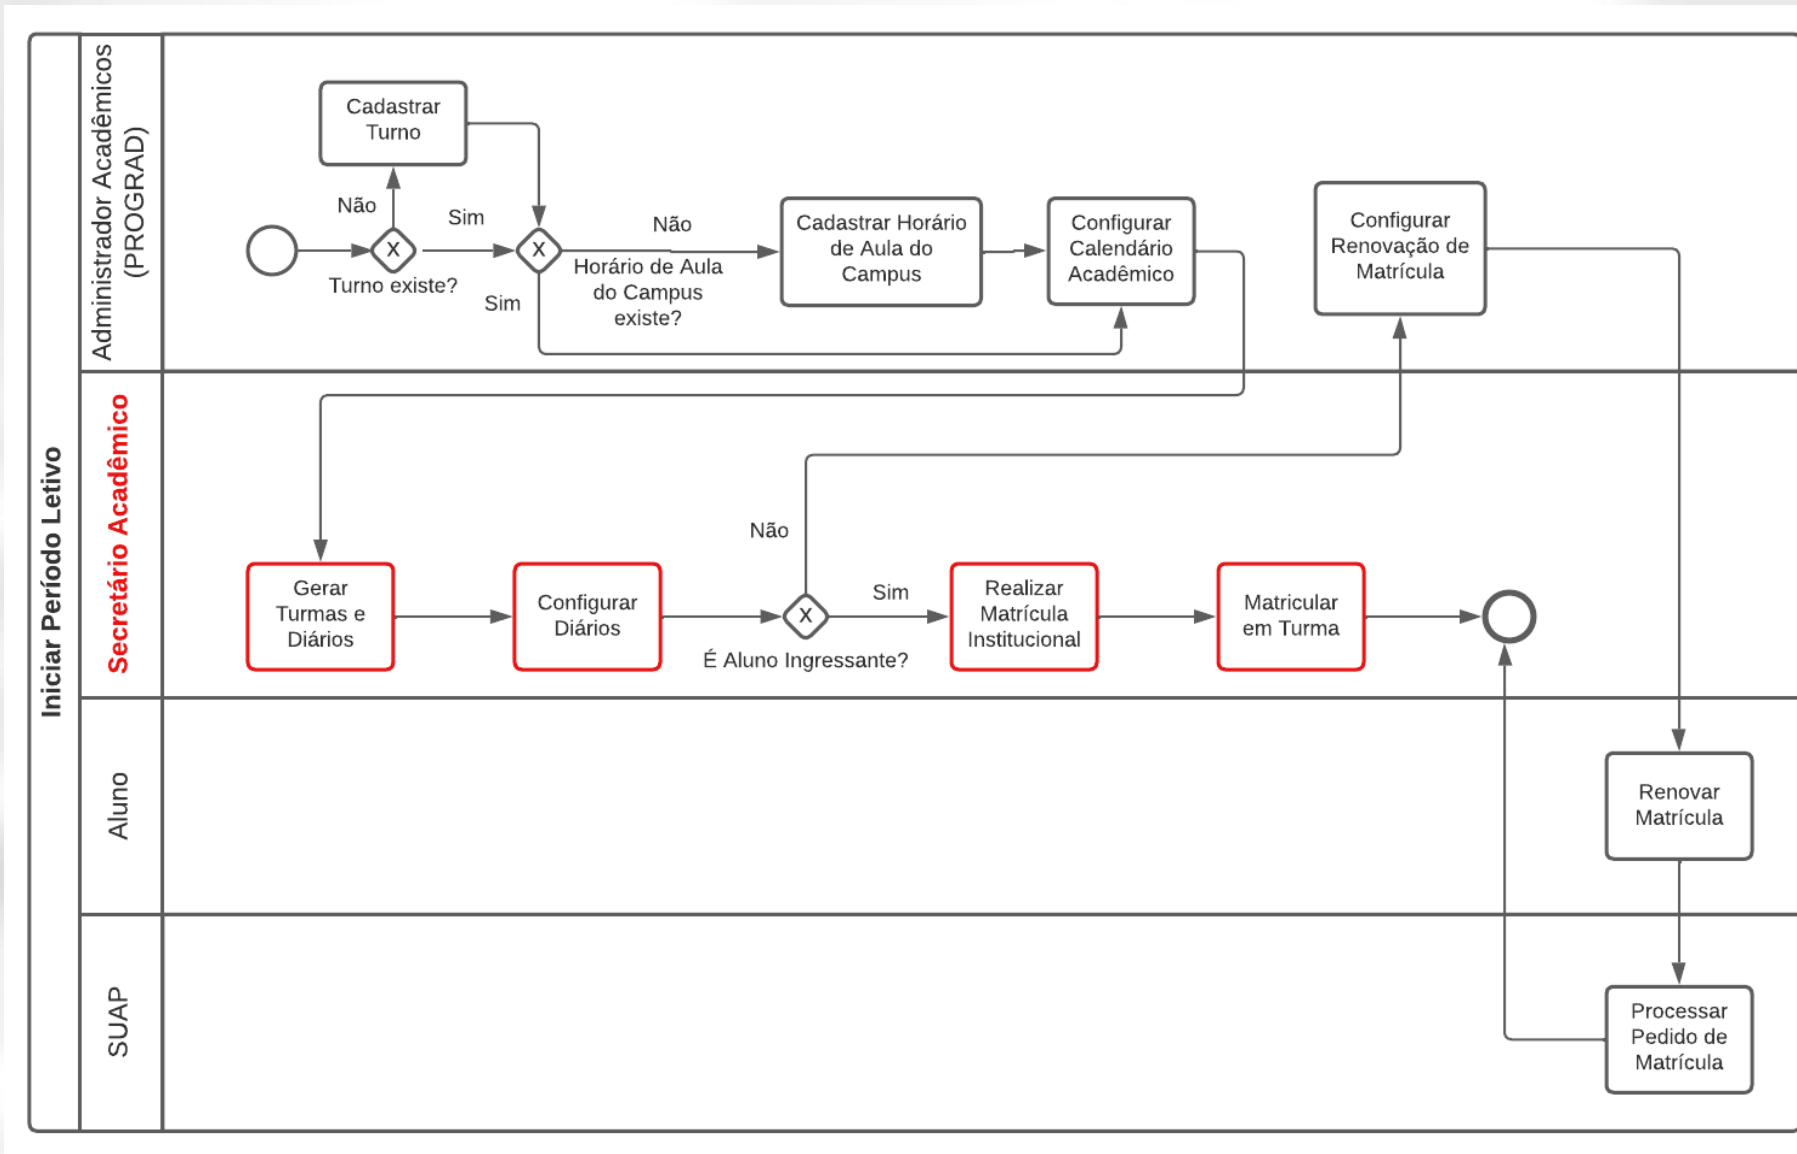 Iniciar Período Letivo
Administrador Acadêmicos
(PROGRAD)
Cadastrar
Turno
Não
Sim
Turno existe?
X
X
Não
Horário de Aula
do Campus
existe?
Sim
Cadastrar Horário
de Aula do
Campus
Configurar
Calendário
Acadêmico
Configurar
Renovação de
Matrícula
Secretário Acadêmico
Gerar
Turmas e
Diários
Configurar
Diários
Não
X
Sim
É Aluno Ingressante?
Realizar
Matrícula
Institucional
Matricular
em Turma
Aluno
Renovar
Matrícula
SUAP
Processar
Pedido de
Matrícula